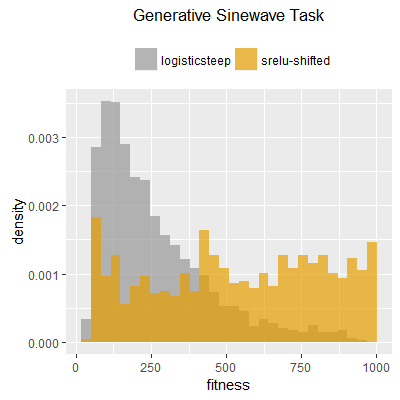 Generative Sinewave Task
logisticsteep srelu-shifted
density
0.003
0.002
0.001
0.000
0 250 500 750 1000
fitness